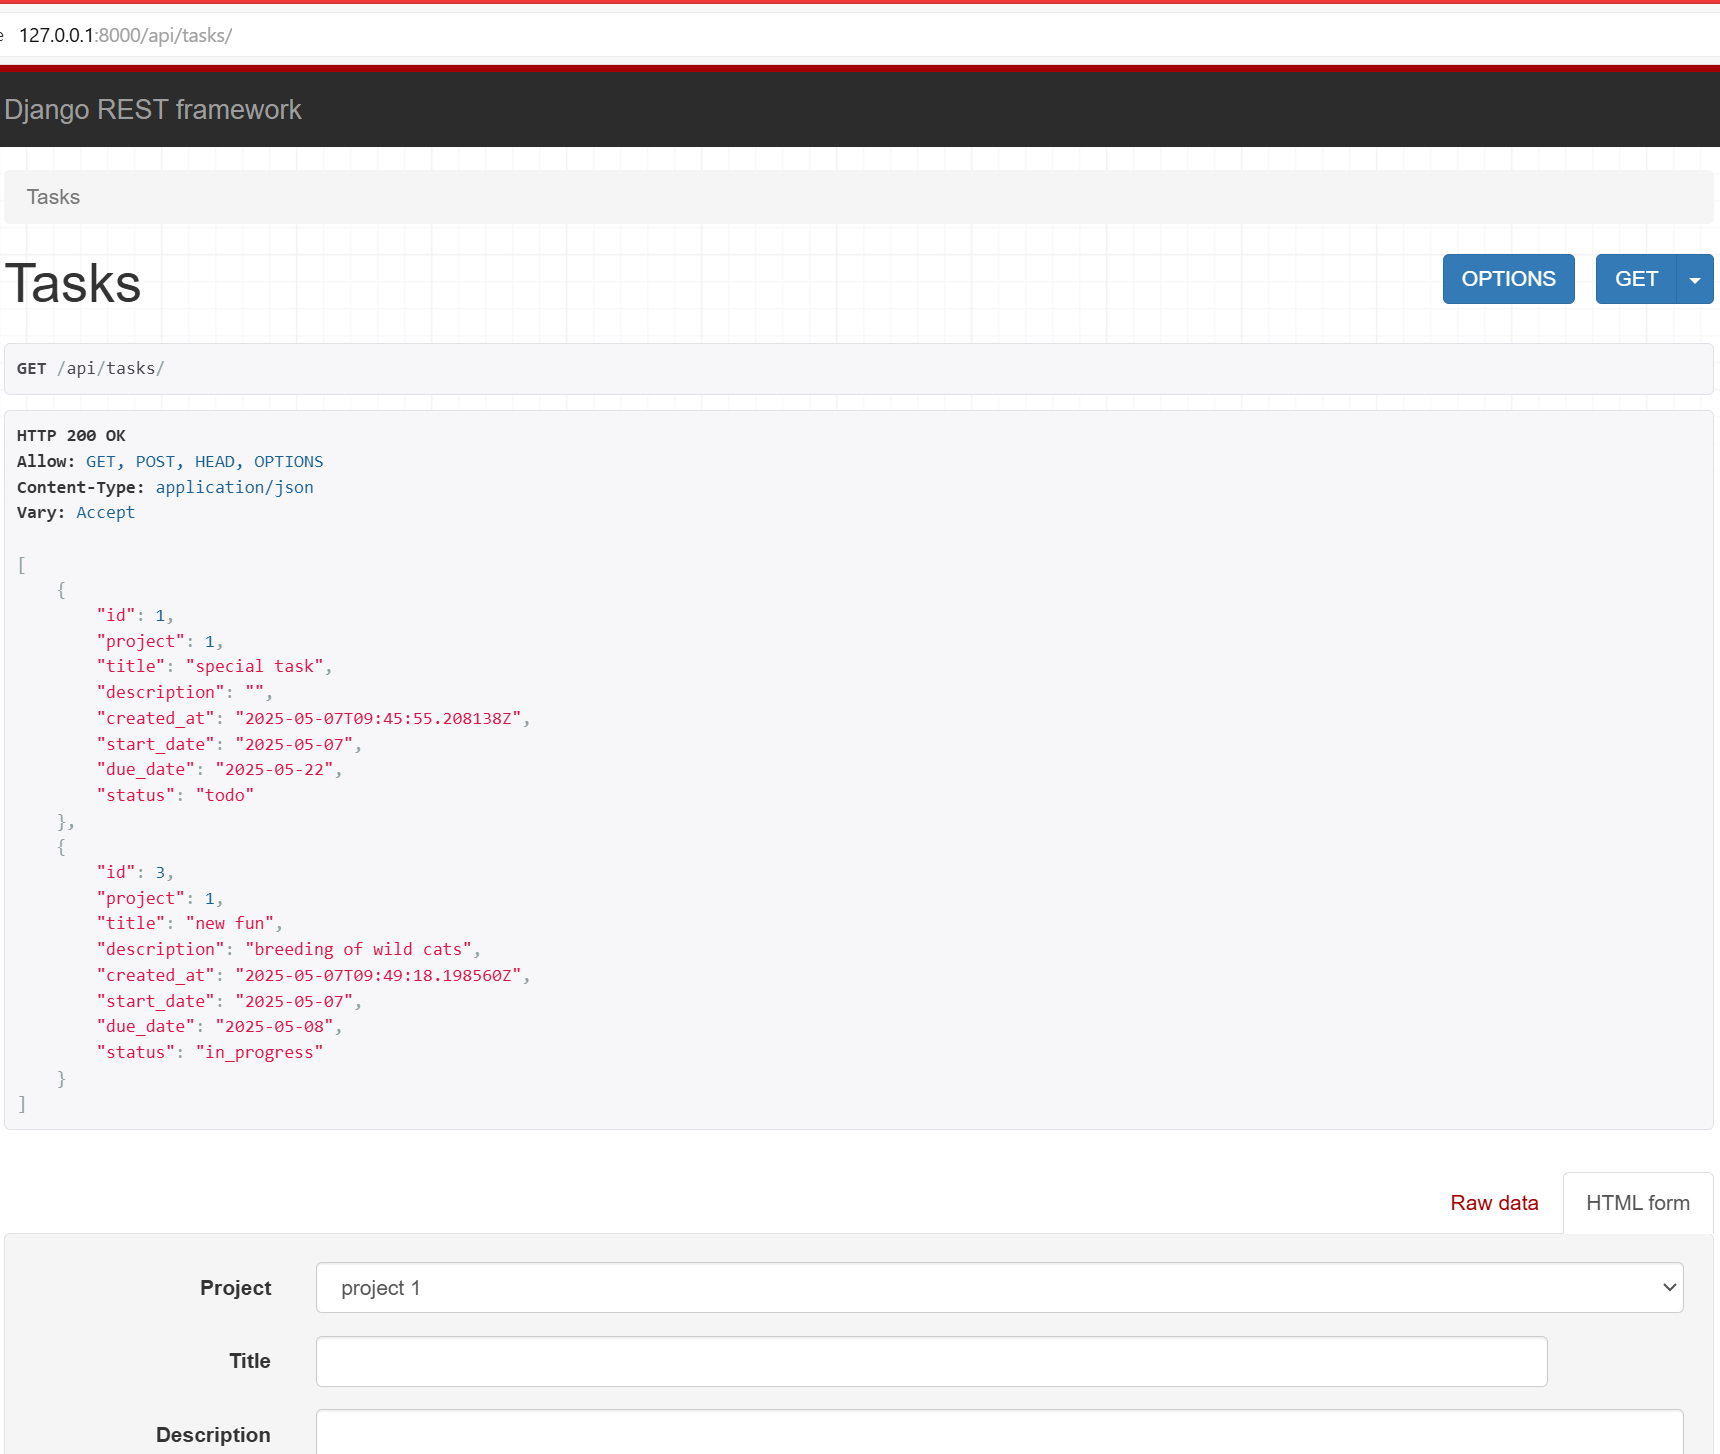 127.0.0.1:8000/api/tasks/
Django REST framework
Tasks
Tasks
OPTIONS
GET
GET /api/tasks/
HTTP 200 OK
Allow: GET, POST, HEAD, OPTIONS
Content-Type: application/json
Vary: Accept
[
    {
        "id": 1,
        "project": 1,
        "title": "special task",
        "description": "",
        "created_at": "2025-05-07T09:45:55.208138Z",
        "start_date": "2025-05-07",
        "due_date": "2025-05-22",
        "status": "todo"
    },
    {
        "id": 3,
        "project": 1,
        "title": "new fun",
        "description": "breeding of wild cats",
        "created_at": "2025-05-07T09:49:18.198560Z",
        "start_date": "2025-05-07",
        "due_date": "2025-05-08",
        "status": "in_progress"
    }
]
Raw data
HTML form
Project
project 1
Title
Description